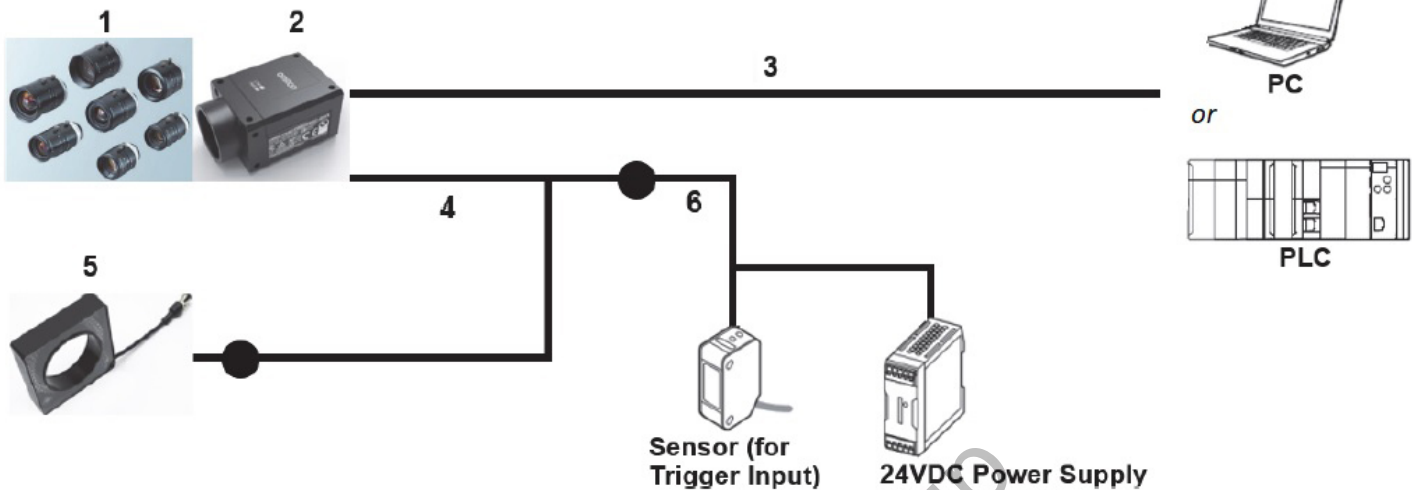 1
2
3
PC
or
4
6
PLC
5
Sensor (for
Trigger Input)
24VDC Power Supply